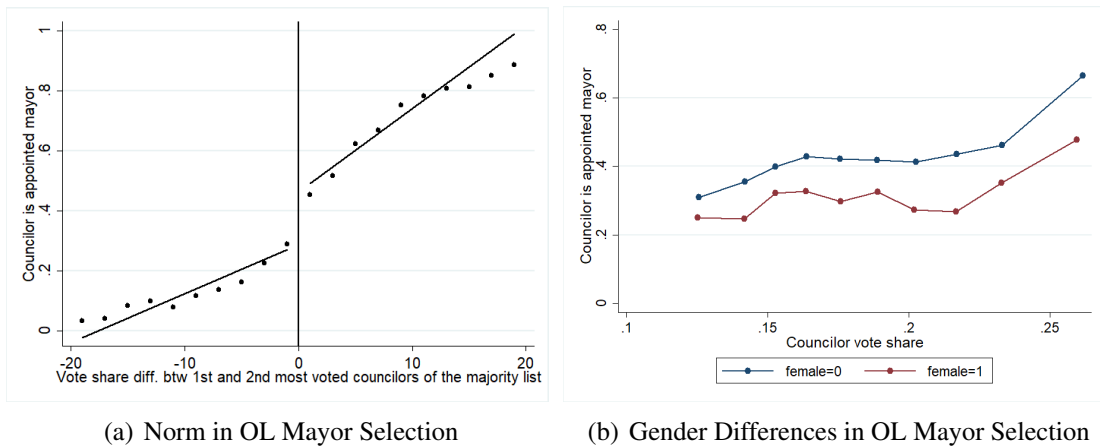 Councilor is appointed mayor
1
.8
.6
.4
.2
0
-20
-10
0
10
20
Vote share diff. btw 1st and 2nd most voted councilors of the majority list
(a) Norm in OL Mayor Selection
Councilor is appointed mayor
.8
.6
.4
.2
0
.1
.15
.2
.25
Councilor vote share
female=0
female=1
(b) Gender Differences in OL Mayor Selection